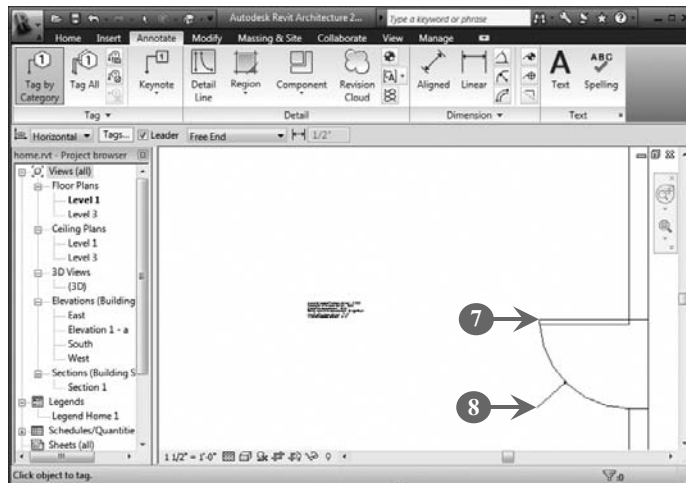 Autodesk Revit Architecture 2...
Type a keyword or phrase
Home Insert Annotate Modify Massing & Site Collaborate View Manage
1 1 1 ABC
Tag by Category
Tag All
Keynote
Detail Line
Region
Component
Revision Cloud
Aligned
Linear
Text
Spelling
Tag Detail Dimension Text
Horizontal Tags... Leader Free End 1/2"
home.rvt - Project browser
Views (all)
Floor Plans
Level 1
Level 3
Ceiling Plans
Level 1
Level 3
3D Views
{3D}
Elevations (Building
East
Elevation 1 - a
South
West
Sections (Building S
Section 1
Legends
Legend Home 1
Schedules/Quantitie
Sheets (all)
7
8
1 1/2" = 1'-0"
Click object to tag.
:0